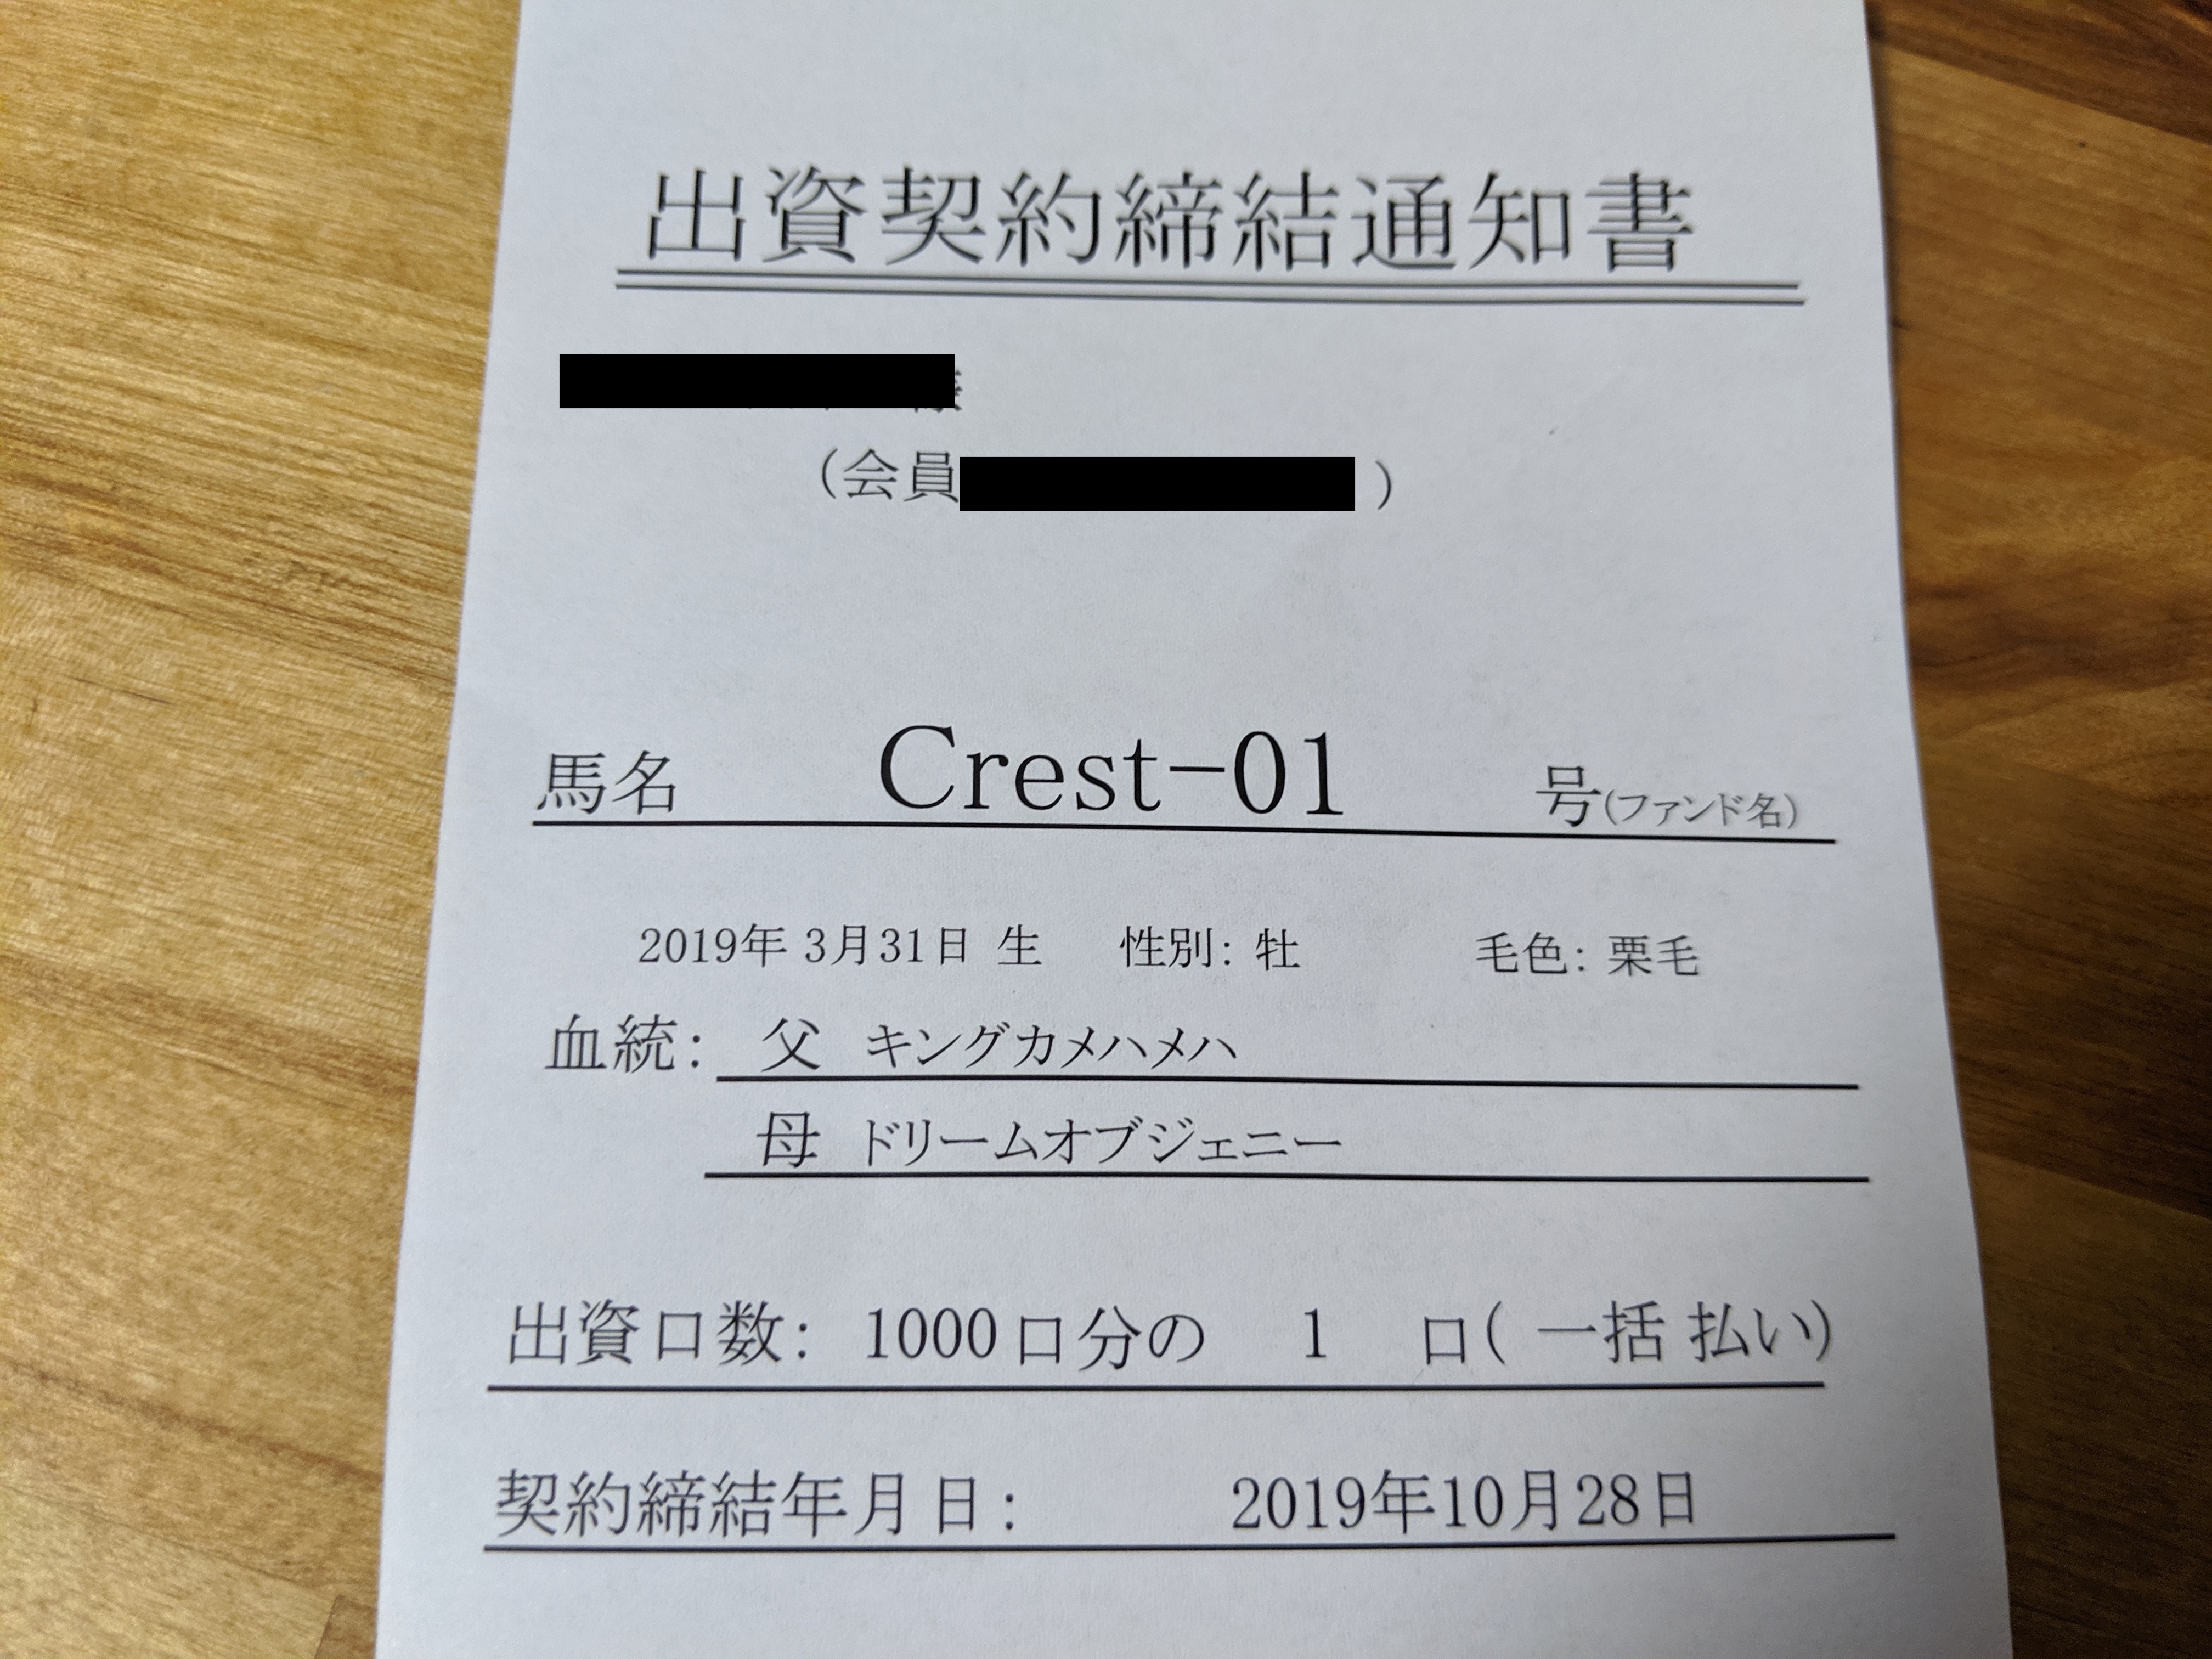 出資契約締結通知書
様
(会員 )
馬名 Crest-01 号(ファンド名)
2019年 3月31日 生 性別: 牡 毛色: 栗毛
血統: 父 キングカメハメハ
母 ドリームオブジェニー
出資口数: 1000口分の 1 口( 一括 払い)
契約締結年月日: 2019年10月28日